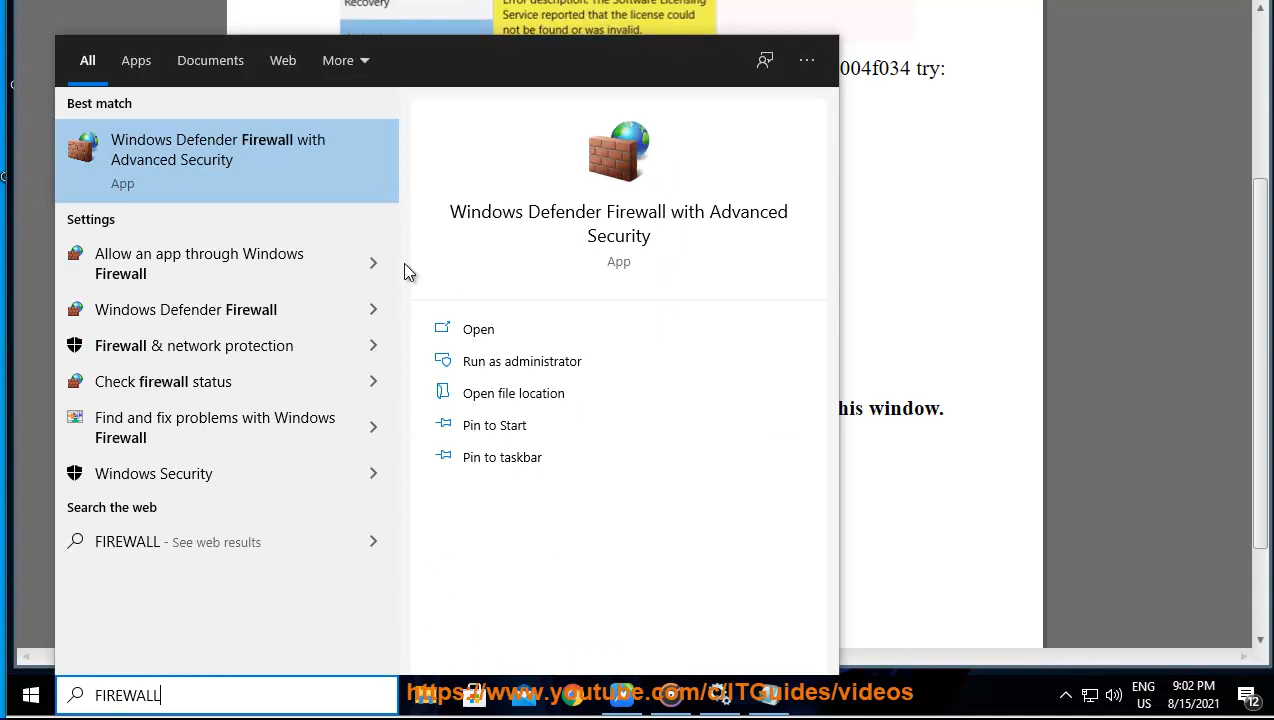 Recovery
Error description: The Software Licensing
Service reported that the license could
not be found or was invalid.
004f034 try:
his window.
All
Apps
Documents
Web
More
Best match
Windows Defender Firewall with
Advanced Security
App
Settings
Allow an app through Windows
Firewall
Windows Defender Firewall
Firewall & network protection
Check firewall status
Find and fix problems with Windows
Firewall
Windows Security
Search the web
FIREWALL - See web results
Windows Defender Firewall with Advanced
Security
App
Open
Run as administrator
Open file location
Pin to Start
Pin to taskbar
FIREWALL
https://www.youtube.com/c/ITGuides/videos
ENG
US
9:02 PM
8/15/2021
12